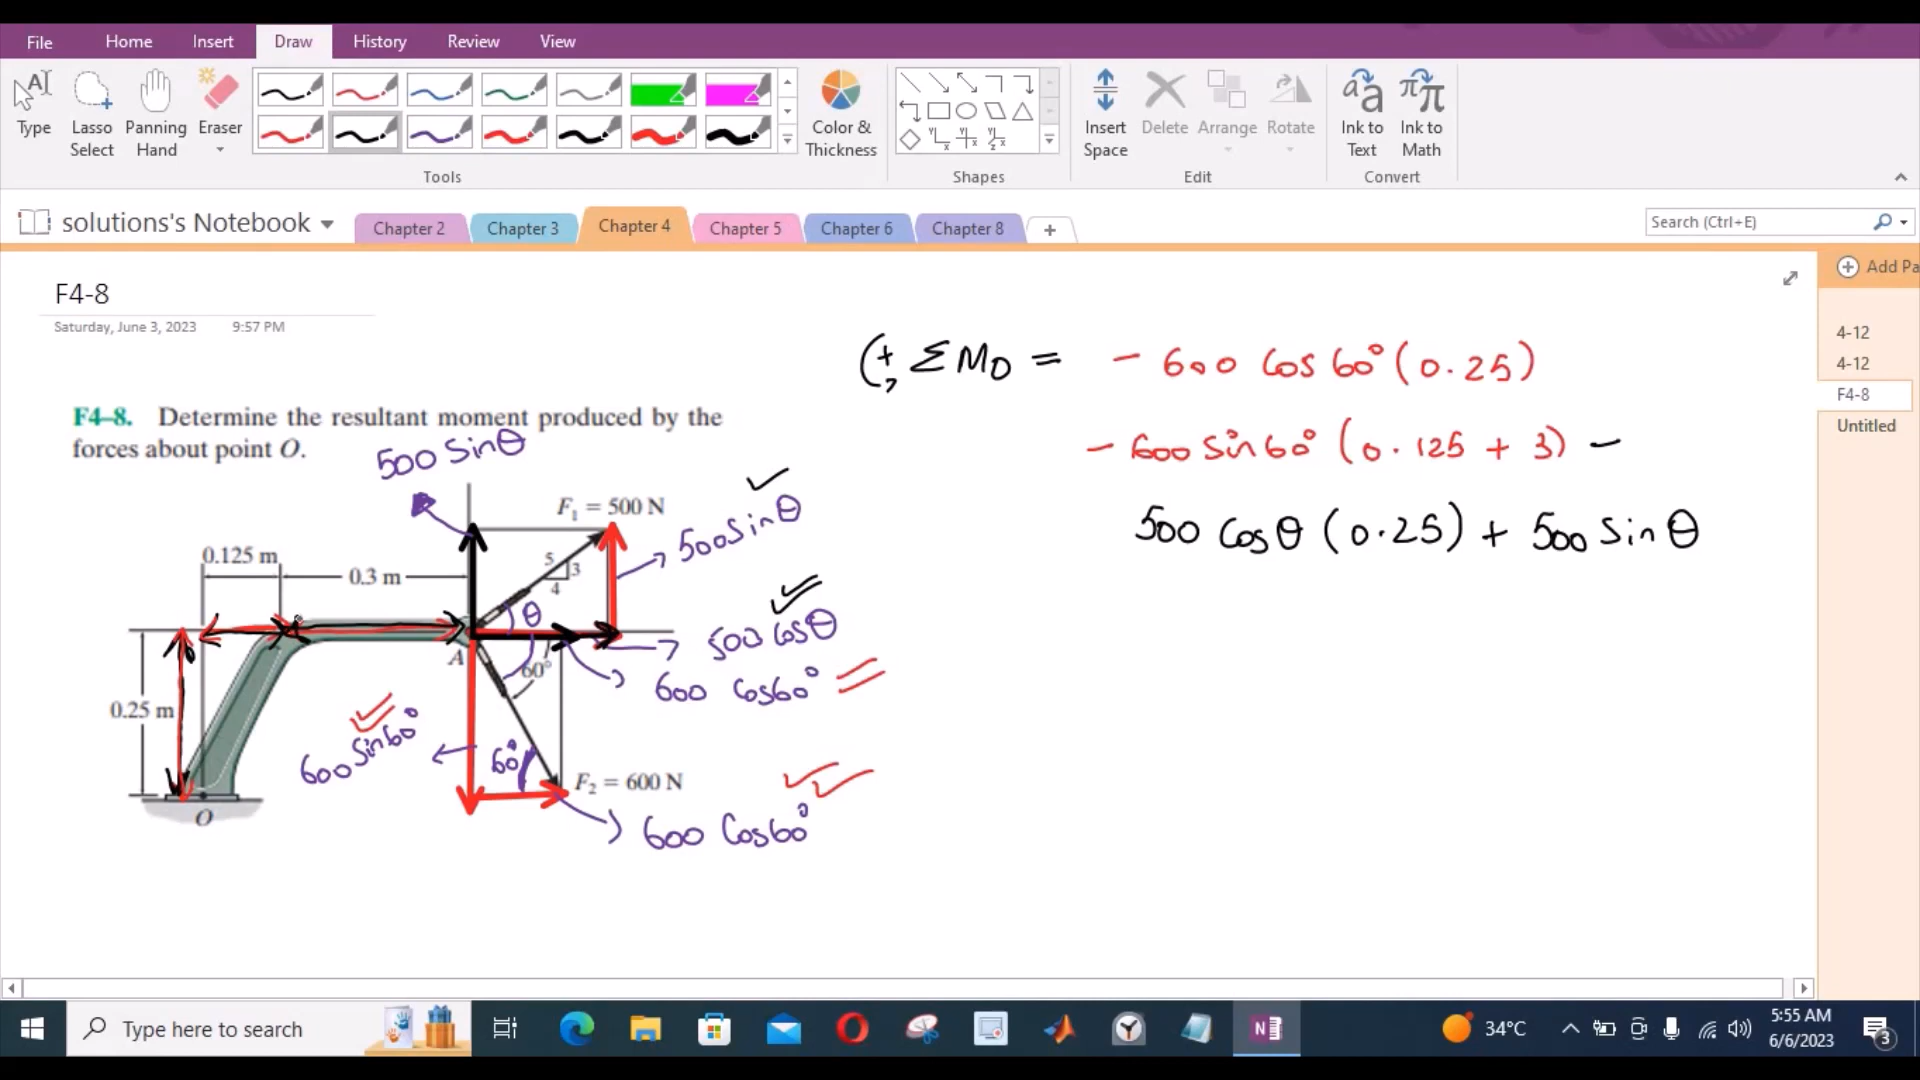 File Home Insert Draw History Review View
Type
Lasso Select
Panning Hand
Eraser
Color & Thickness
Insert Space
Delete
Arrange
Rotate
Ink to Text
Ink to Math
Tools
Shapes
Edit
Convert
solutions's Notebook
Chapter 2
Chapter 3
Chapter 4
Chapter 5
Chapter 6
Chapter 8
+
Search (Ctrl+E)
Add Pa
4-12
4-12
F4-8
Untitled
F4-8
Saturday, June 3, 2023 9:57 PM
F4–8. Determine the resultant moment produced by the
forces about point O.
500 Sinθ
F₁ = 500 N
500 Sinθ
0.125 m
0.3 m
5
3
4
θ
500 Cosθ
A
60°
600 Cos60°
0.25 m
600 Sin60°
60°
F₂ = 600 N
600 Cos60°
O
(+ ΣMO = - 600 Cos 60° (0.25)
- 600 Sin 60° (0.125 + 3) -
500 Cosθ (0.25) + 500 Sinθ
Type here to search
34°C
5:55 AM
6/6/2023
3